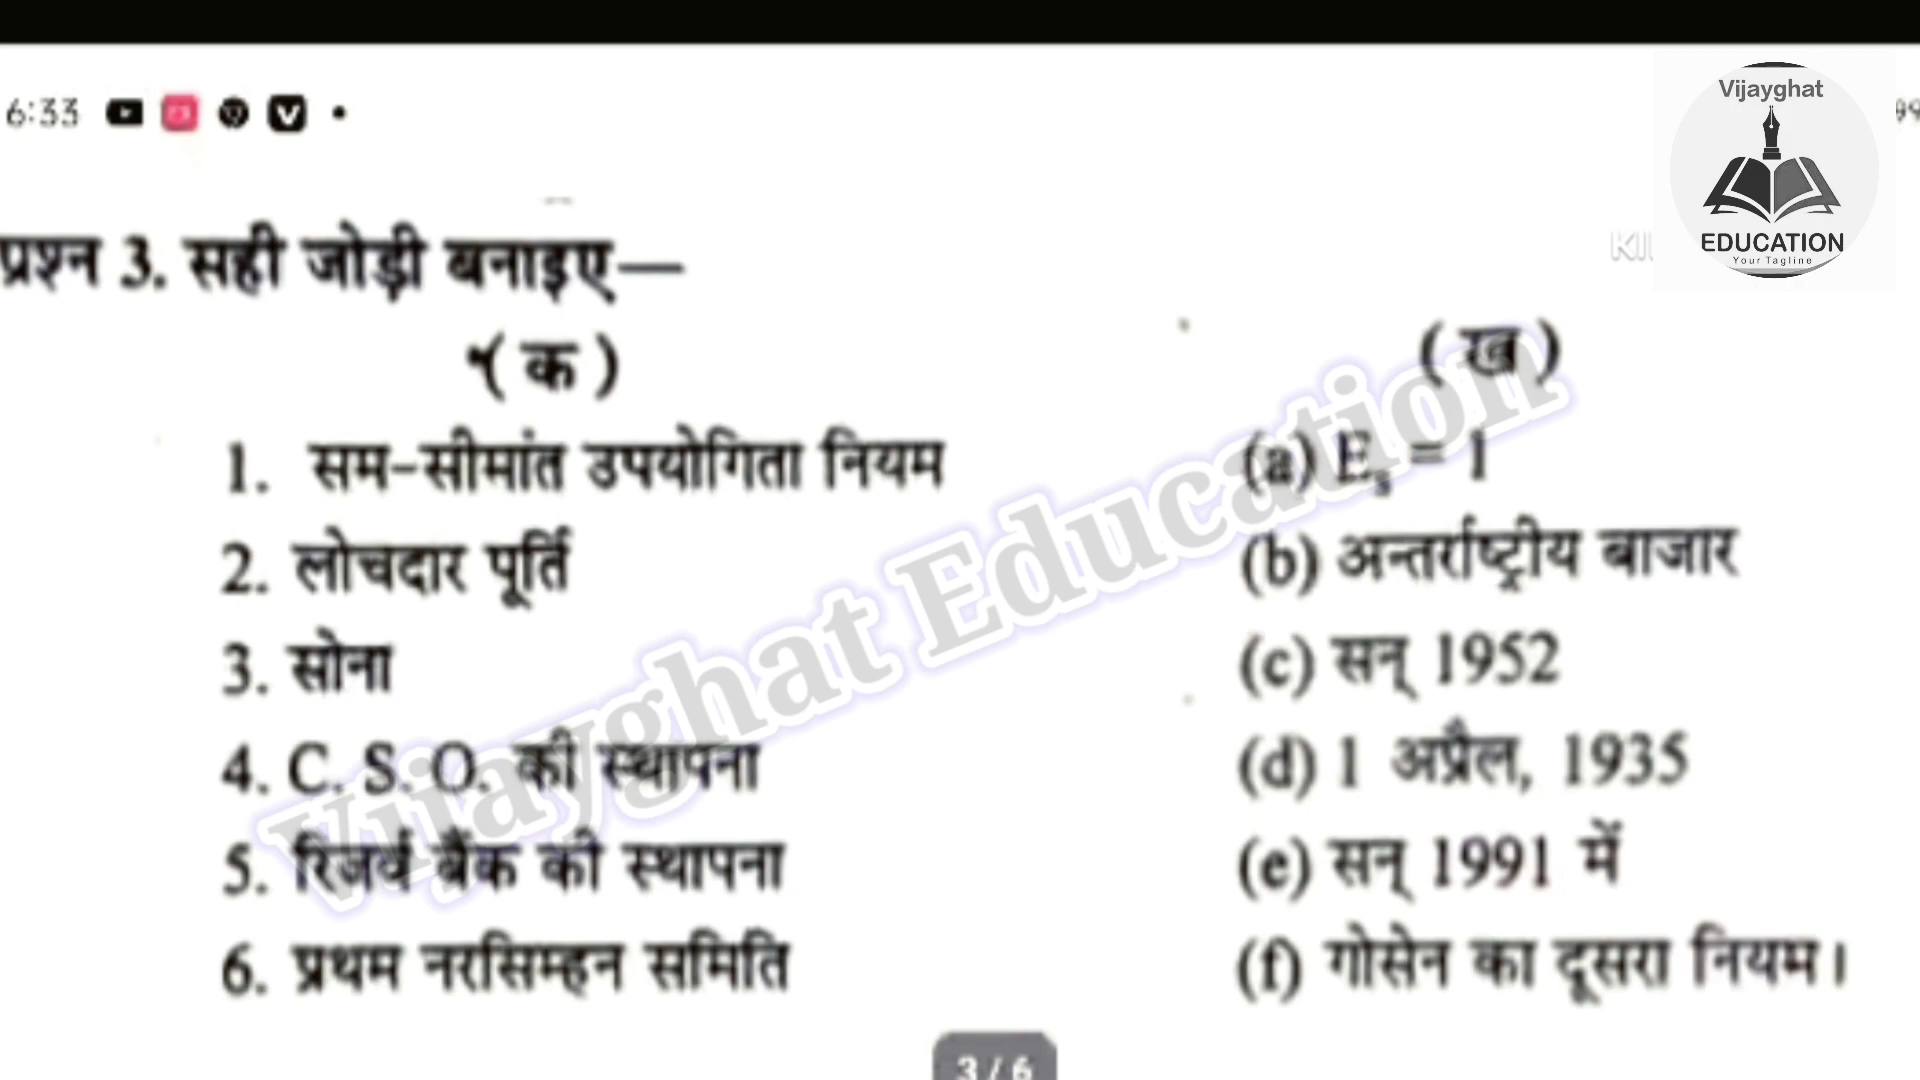 6:33
Vijayghat
EDUCATION
Your Tagline
प्रश्न 3. सही जोड़ी बनाइए—
( क )
( ख )
1. सम-सीमांत उपयोगिता नियम
(a) Es = 1
2. लोचदार पूर्ति
(b) अन्तर्राष्ट्रीय बाजार
3. सोना
(c) सन् 1952
4. C. S. O. की स्थापना
(d) 1 अप्रैल, 1935
5. रिजर्व बैंक की स्थापना
(e) सन् 1991 में
6. प्रथम नरसिम्हन समिति
(f) गोसेन का दूसरा नियम।
Vijayghat Education
3 / 6